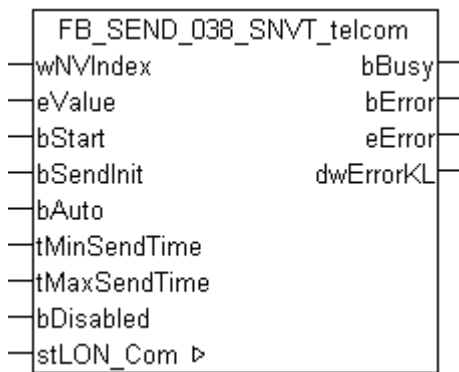 FB_SEND_038_SNVT_telcom
wNVIndex bBusy
eValue bError
bStart eError
bSendInit dwErrorKL
bAuto
tMinSendTime
tMaxSendTime
bDisabled
stLON_Com ▷